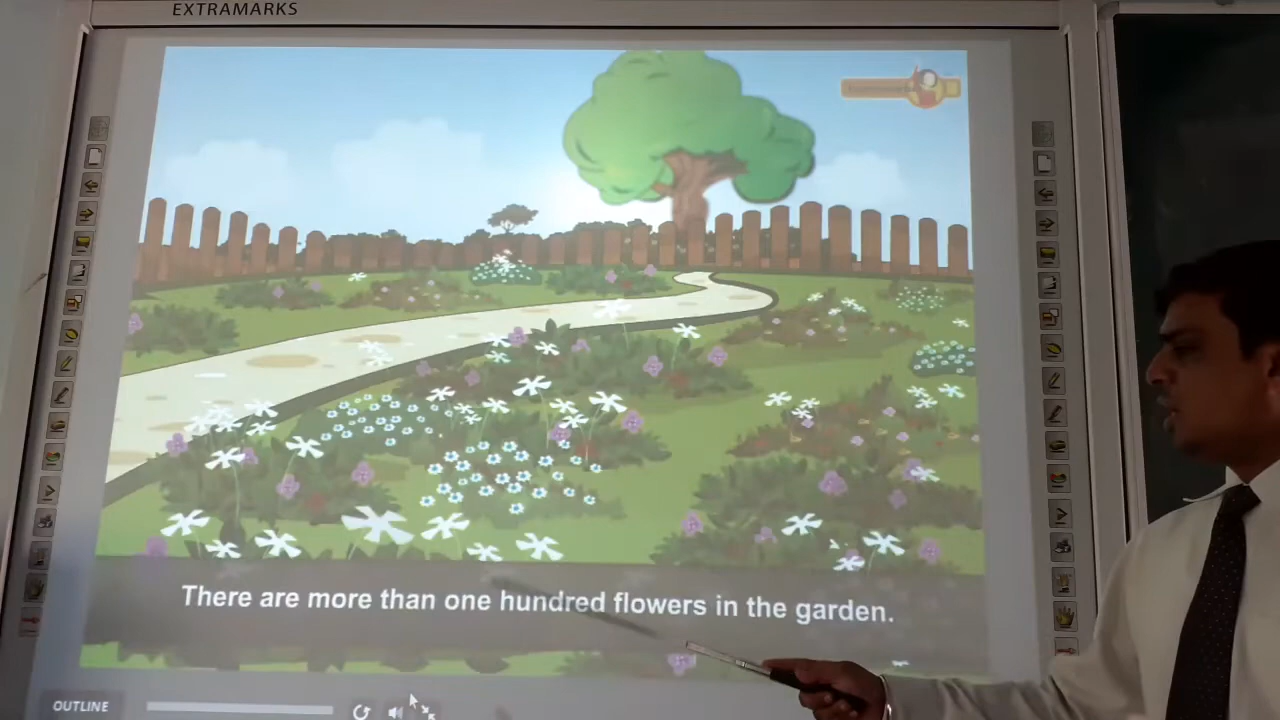 EXTRAMARKS
There are more than one hundred flowers in the garden.
OUTLINE